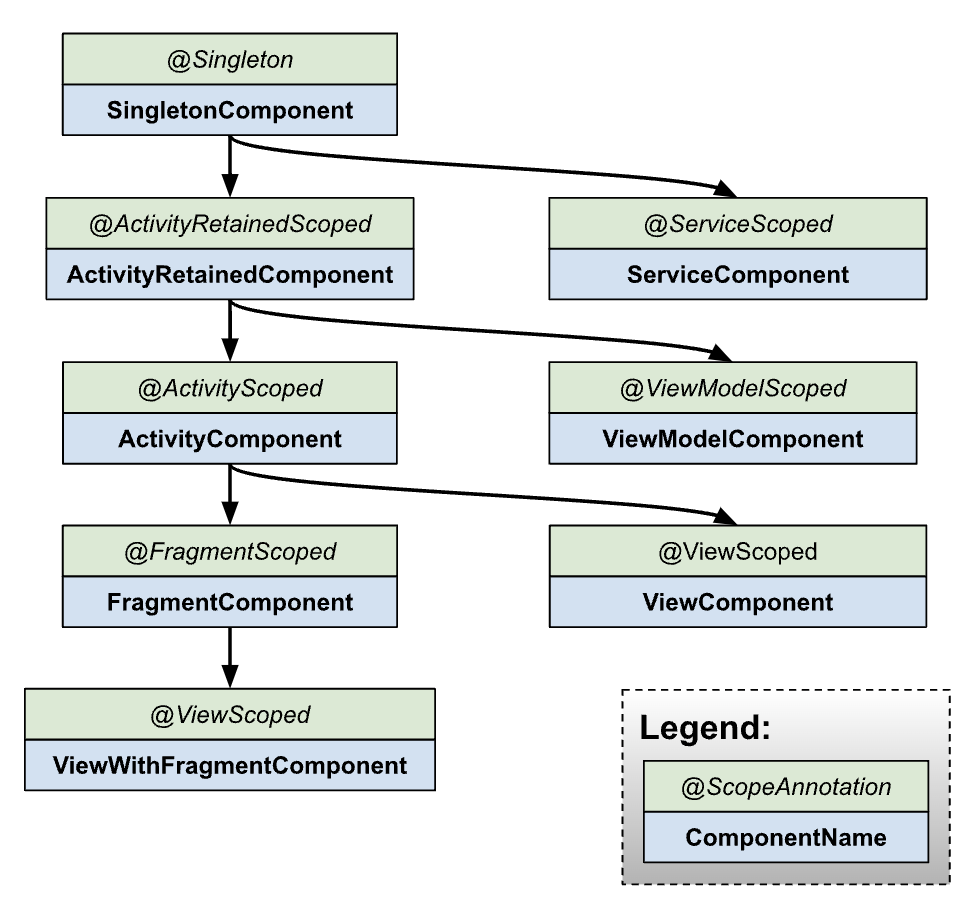 @Singleton
SingletonComponent
@ActivityRetainedScoped
ActivityRetainedComponent
@ServiceScoped
ServiceComponent
@ActivityScoped
ActivityComponent
@ViewModelScoped
ViewModelComponent
@FragmentScoped
FragmentComponent
@ViewScoped
ViewComponent
@ViewScoped
ViewWithFragmentComponent
Legend:
@ScopeAnnotation
ComponentName